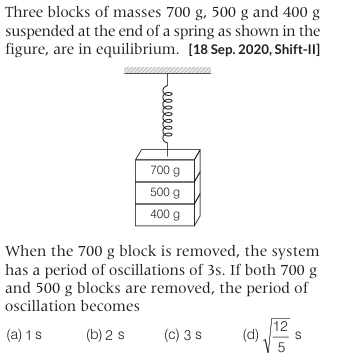 Three blocks of masses 700 g, 500 g and 400 g
suspended at the end of a spring as shown in the
figure, are in equilibrium. [18 Sep. 2020, Shift-II]
700 g
500 g
400 g
When the 700 g block is removed, the system
has a period of oscillations of 3s. If both 700 g
and 500 g blocks are removed, the period of
oscillation becomes
(a) 1 s (b) 2 s (c) 3 s (d) √(12/5) s